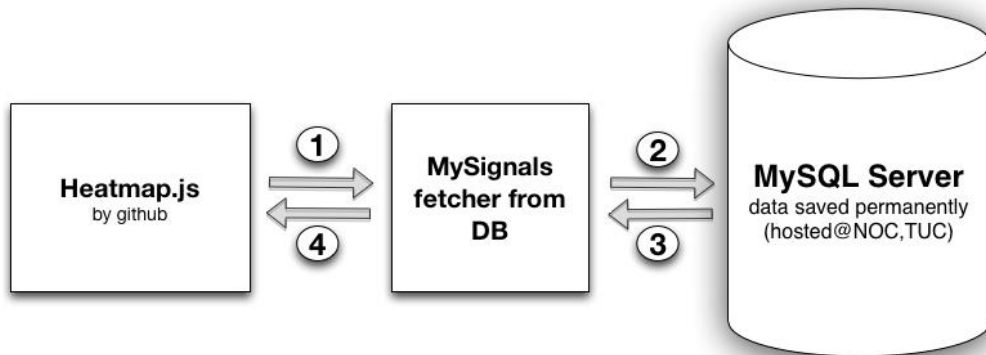 Heatmap.js
by github
1
4
MySignals
fetcher from
DB
2
3
MySQL Server
data saved permanently
(hosted@NOC,TUC)